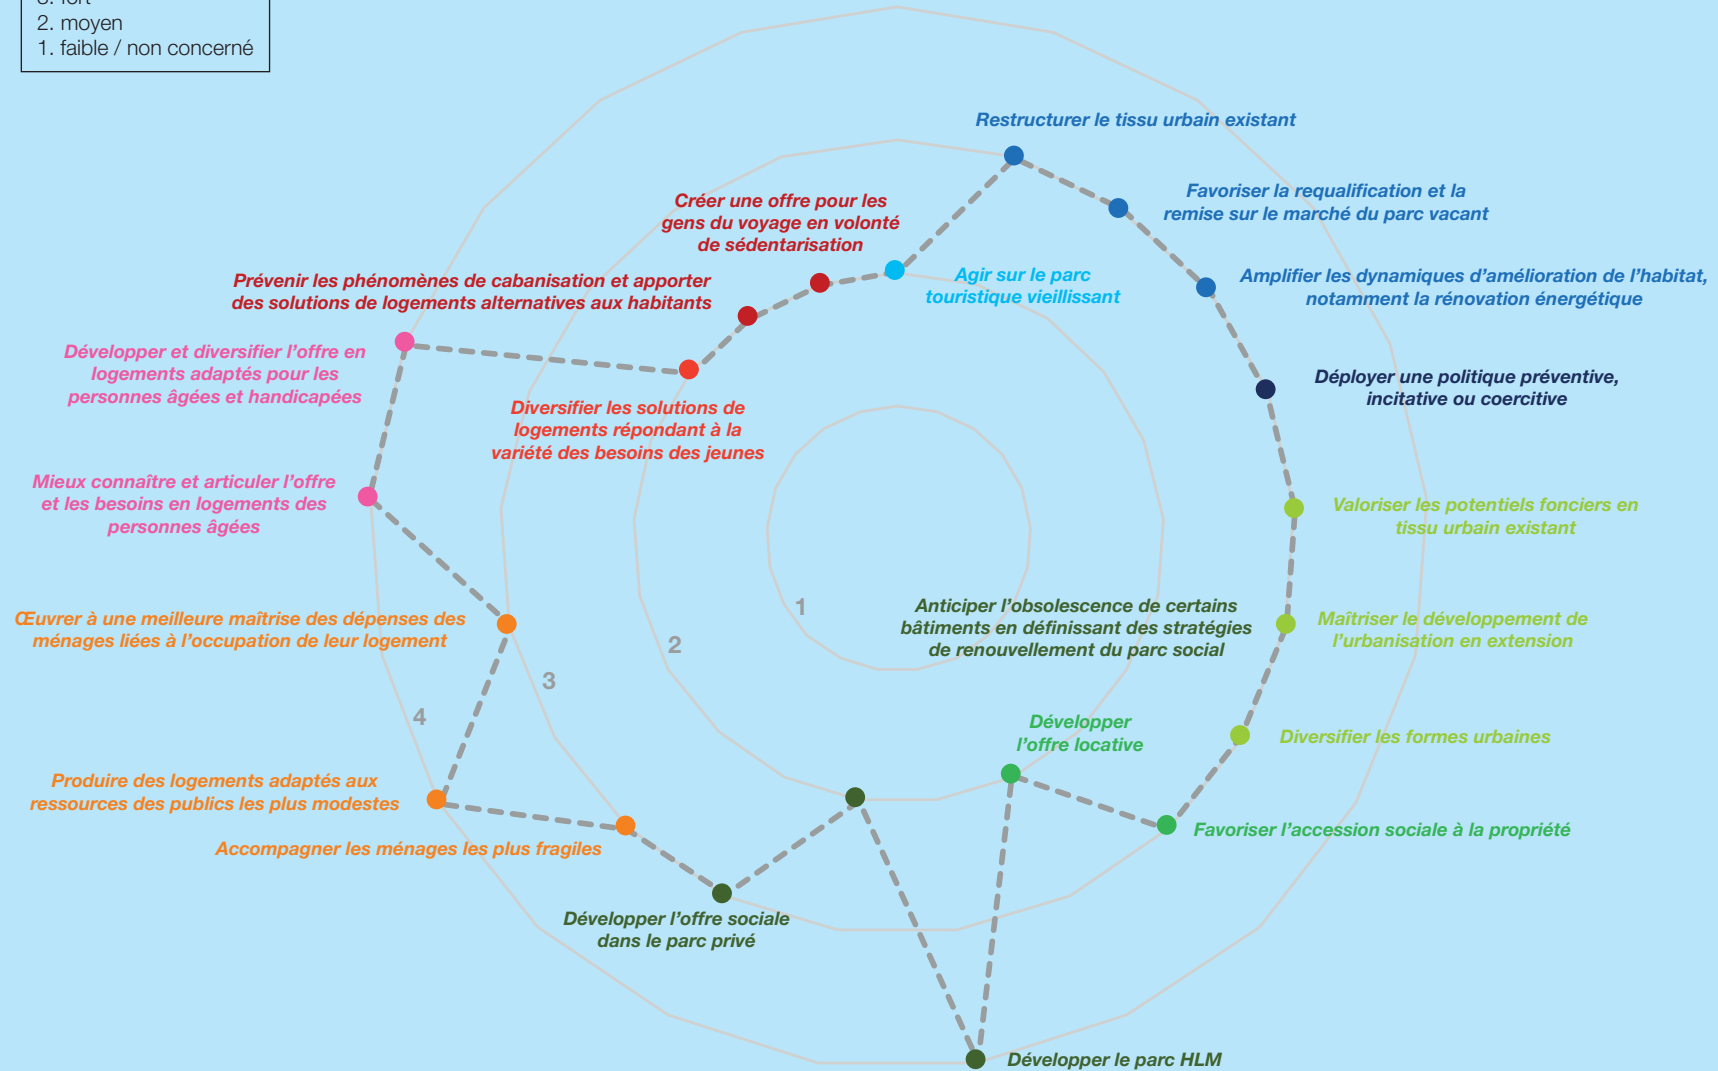 2. moyen
1. faible / non concerné
Restructurer le tissu urbain existant
Favoriser la requalification et la
remise sur le marché du parc vacant
Créer une offre pour les
gens du voyage en volonté
de sédentarisation
Agir sur le parc
touristique vieillissant
Amplifier les dynamiques d’amélioration de l’habitat,
notamment la rénovation énergétique
Prévenir les phénomènes de cabanisation et apporter
des solutions de logements alternatives aux habitants
Développer et diversifier l’offre en
logements adaptés pour les
personnes âgées et handicapées
Diversifier les solutions de
logements répondant à la
variété des besoins des jeunes
Déployer une politique préventive,
incitative ou coercitive
Mieux connaître et articuler l’offre
et les besoins en logements des
personnes âgées
Valoriser les potentiels fonciers en
tissu urbain existant
Œuvrer à une meilleure maîtrise des dépenses des
ménages liées à l’occupation de leur logement
1
2
3
4
Anticiper l’obsolescence de certains
bâtiments en définissant des stratégies
de renouvellement du parc social
Maîtriser le développement de
l’urbanisation en extension
Développer
l’offre locative
Diversifier les formes urbaines
Produire des logements adaptés aux
ressources des publics les plus modestes
Accompagner les ménages les plus fragiles
Favoriser l’accession sociale à la propriété
Développer l’offre sociale
dans le parc privé
Développer le parc HLM